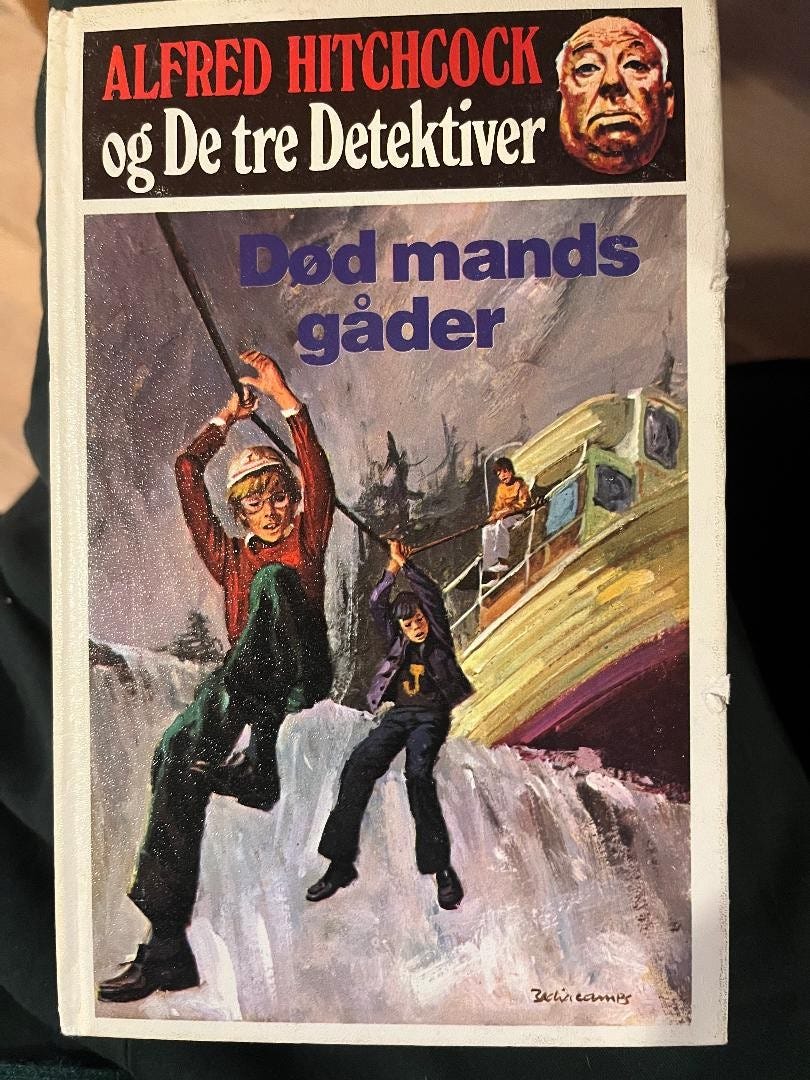 ALFRED HITCHCOCK
og De tre Detektiver
Død mands
gåder
J